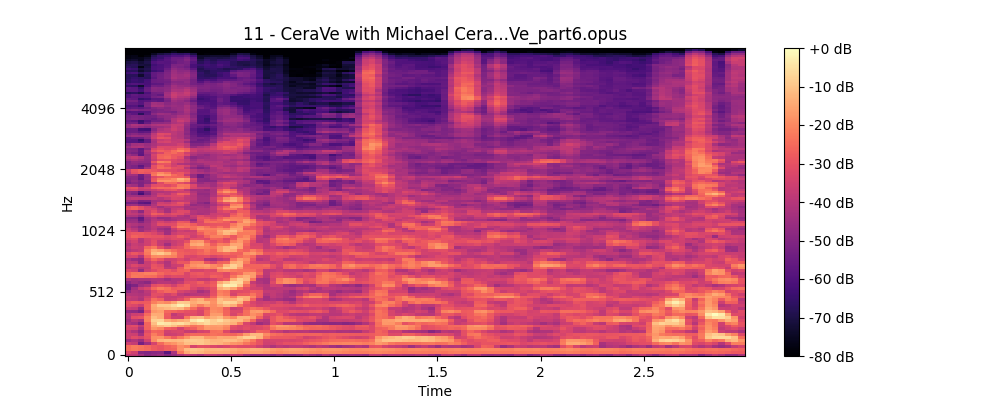 11 - CeraVe with Michael Cera...Ve_part6.opus
Hz
4096
2048
1024
512
0
0
0.5
1
1.5
2
2.5
Time
+0 dB
-10 dB
-20 dB
-30 dB
-40 dB
-50 dB
-60 dB
-70 dB
-80 dB